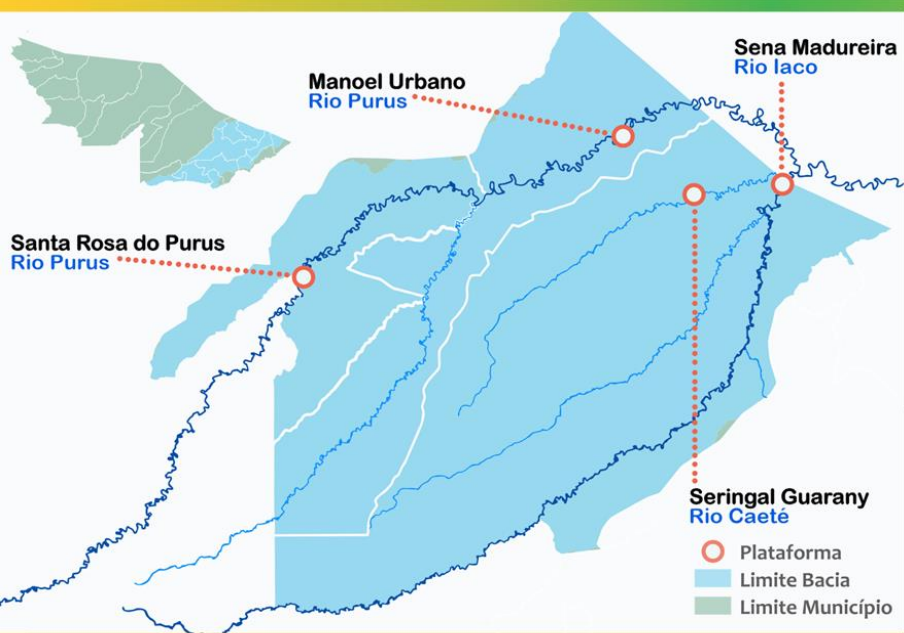 Sena Madureira
Rio Iaco
Manoel Urbano
Rio Purus
Santa Rosa do Purus
Rio Purus
Seringal Guarany
Rio Caeté
Plataforma
Limite Bacia
Limite Município